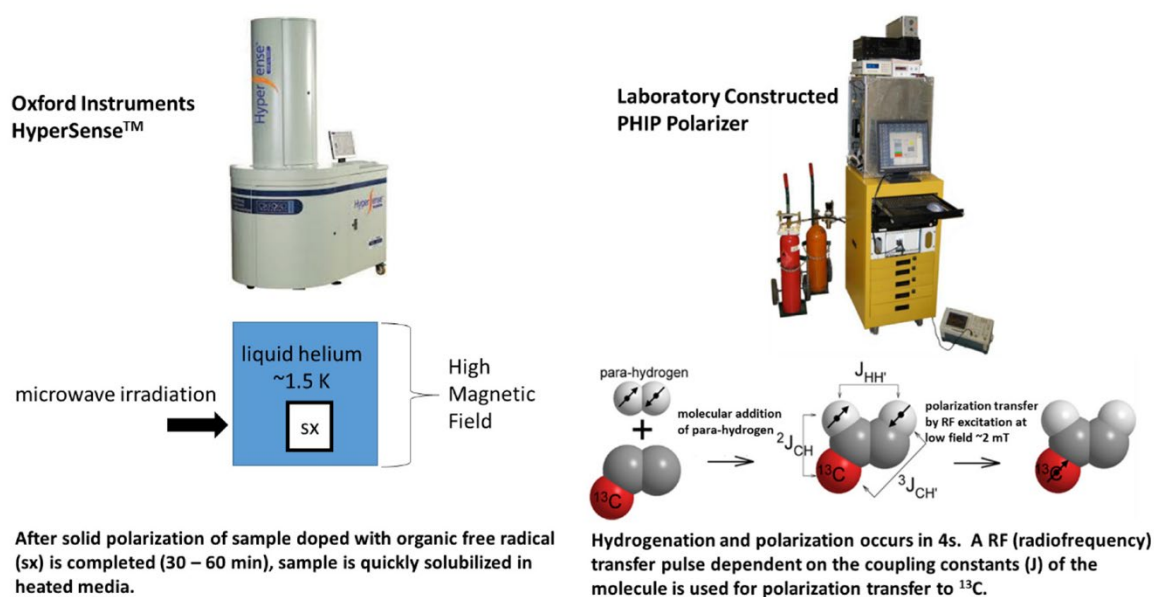 Oxford Instruments
HyperSense™
HyperSense
HyperSense
microwave irradiation
liquid helium
~1.5 K
sx
High
Magnetic
Field
After solid polarization of sample doped with organic free radical
(sx) is completed (30 – 60 min), sample is quickly solubilized in
heated media.
Laboratory Constructed
PHIP Polarizer
para-hydrogen
+
¹³C
molecular addition
of para-hydrogen
J_HH'
²J_CH
¹³C
³J_CH'
polarization transfer
by RF excitation at
low field ~2 mT
¹³C
Hydrogenation and polarization occurs in 4s.  A RF (radiofrequency)
transfer pulse dependent on the coupling constants (J) of the
molecule is used for polarization transfer to ¹³C.